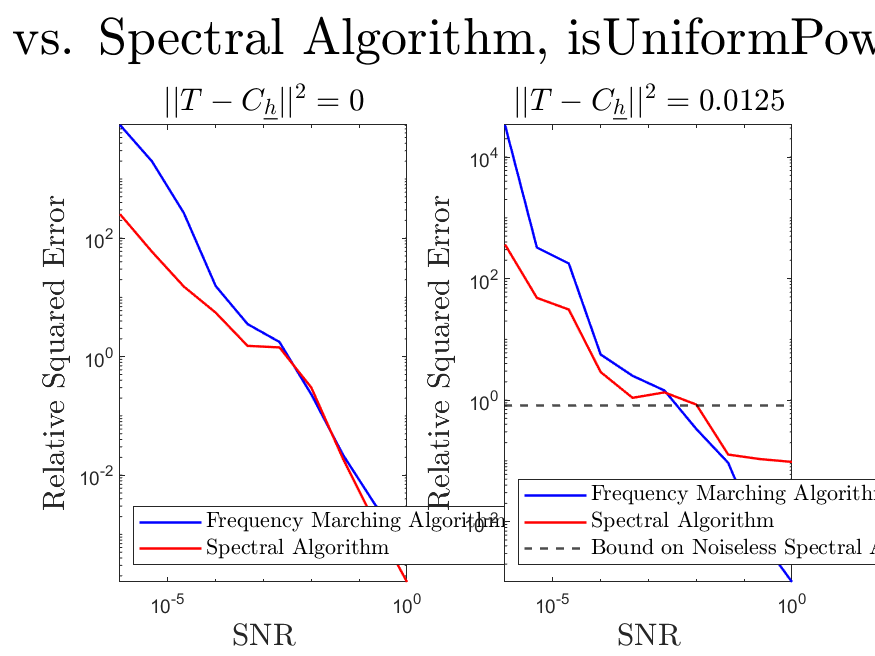 vs. Spectral Algorithm, isUniformPow
||T − C_h||² = 0
Relative Squared Error
10²
10⁰
10⁻²
Frequency Marching Algorithm
Spectral Algorithm
10⁻⁵
10⁰
SNR
||T − C_h||² = 0.0125
Relative Squared Error
10⁴
10²
10⁰
10⁻²
Frequency Marching Algorithm
Spectral Algorithm
Bound on Noiseless Spectral A
10⁻⁵
10⁰
SNR